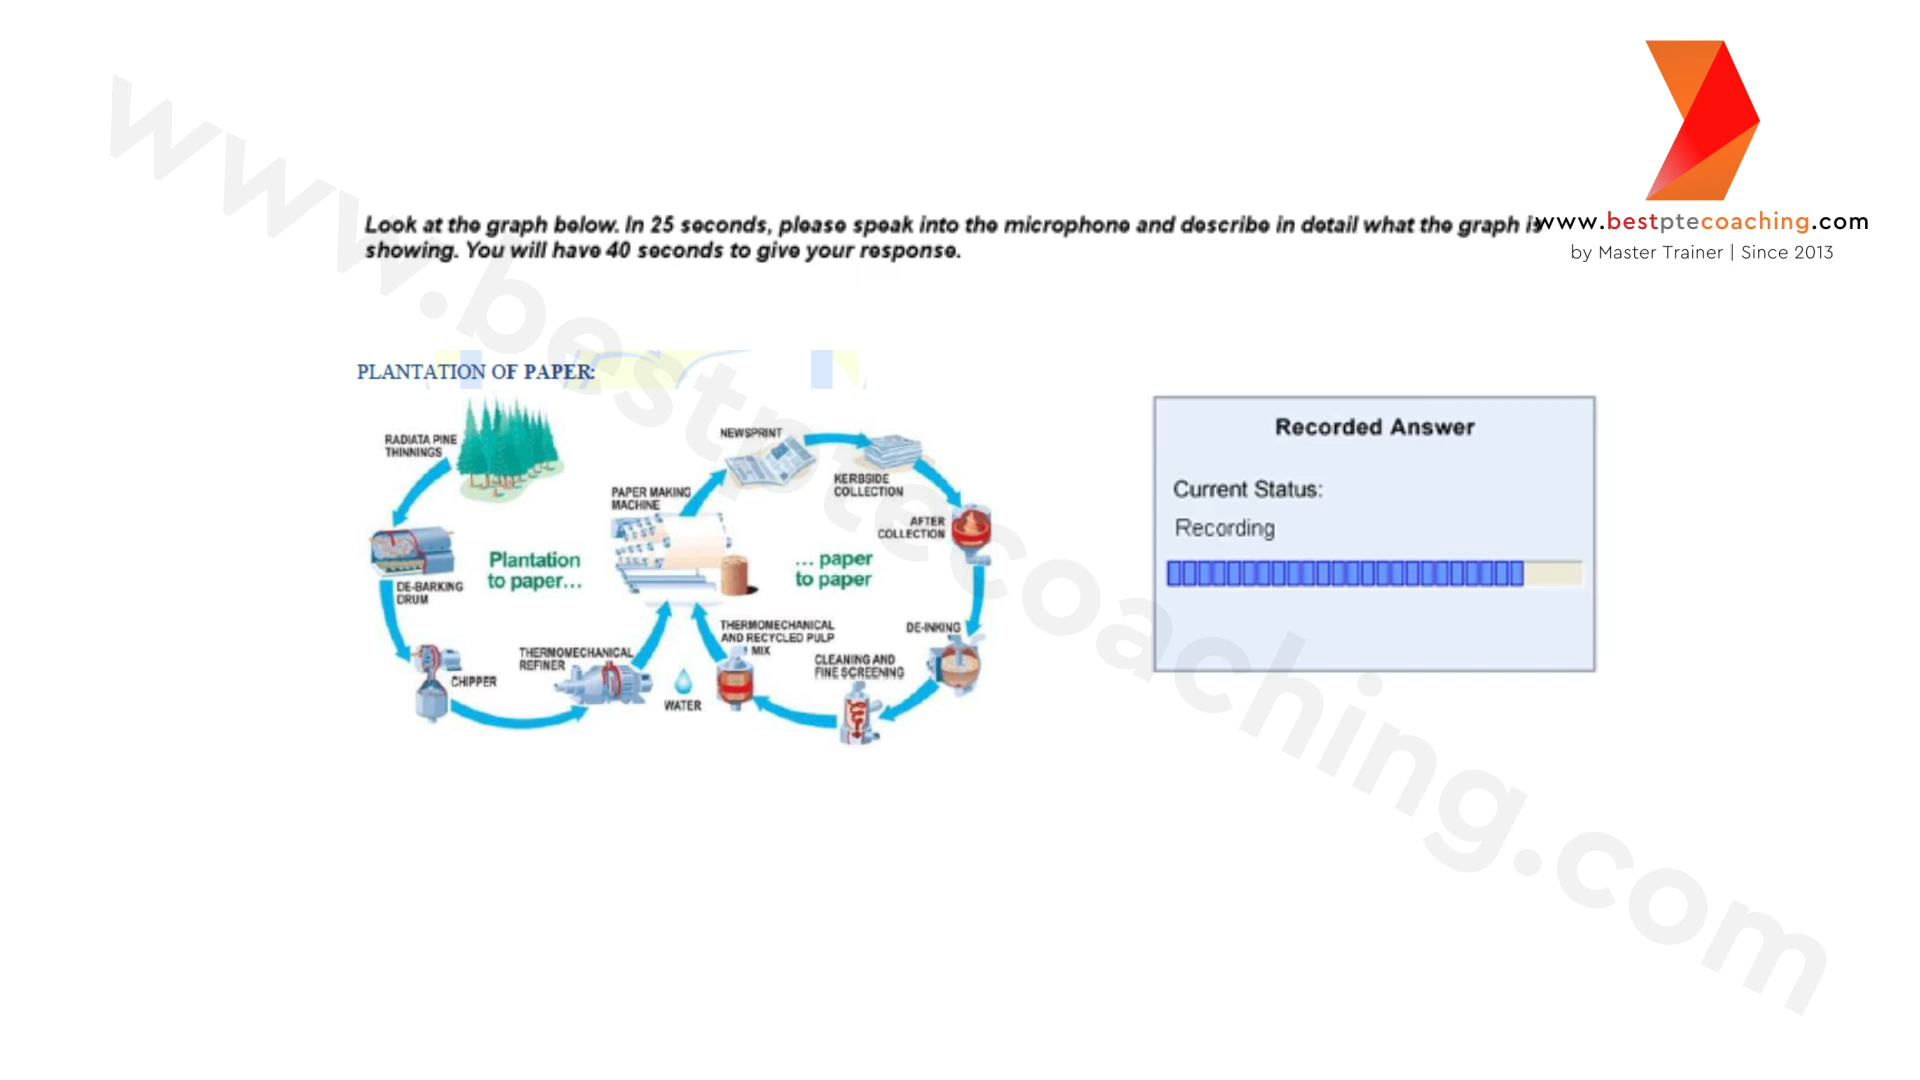 www.bestptecoaching.com
Look at the graph below. In 25 seconds, please speak into the microphone and describe in detail what the graph is
showing. You will have 40 seconds to give your response.
www.bestptecoaching.com
by Master Trainer | Since 2013
PLANTATION OF PAPER:
RADIATA PINE
THINNINGS
DE-BARKING
DRUM
CHIPPER
THERMOMECHANICAL
REFINER
Plantation
to paper...
PAPER MAKING
MACHINE
NEWSPRINT
KERBSIDE
COLLECTION
AFTER
COLLECTION
... paper
to paper
DE-INKING
CLEANING AND
FINE SCREENING
THERMOMECHANICAL
AND RECYCLED PULP
MIX
WATER
Recorded Answer
Current Status:
Recording